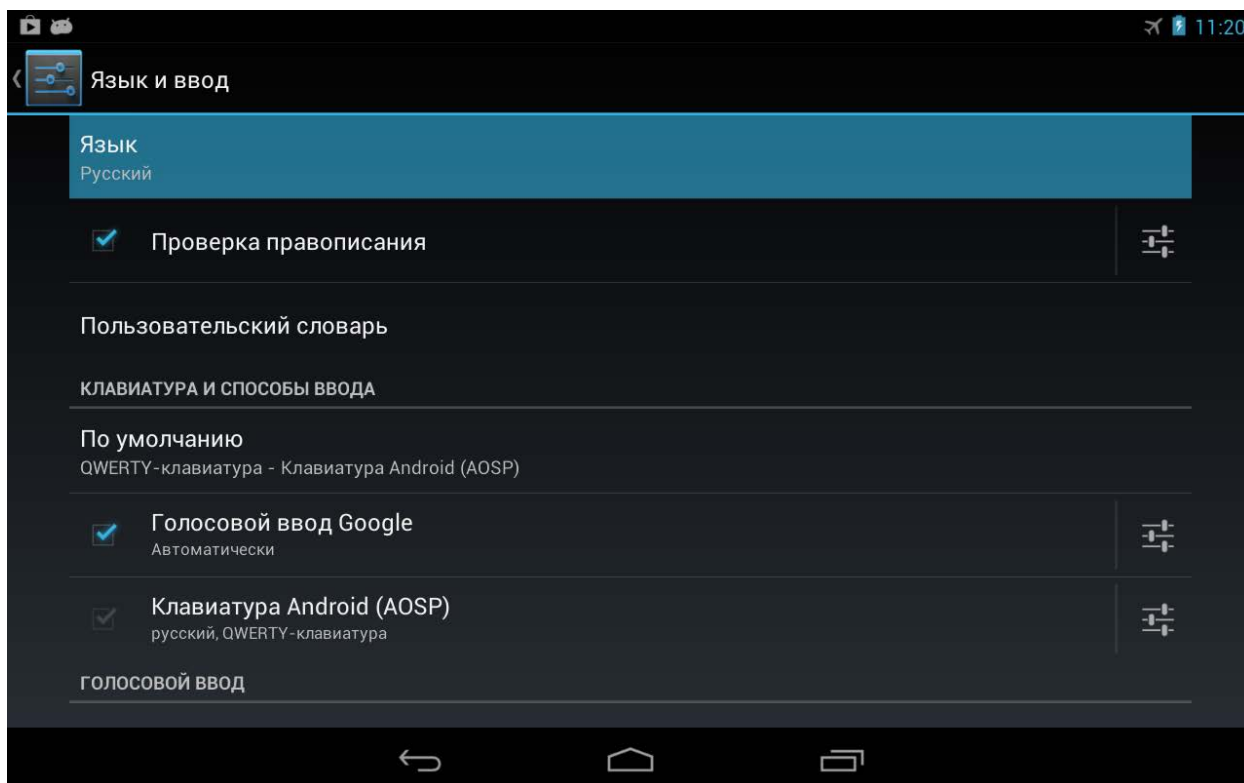 11:20
Язык и ввод
Язык
Русский
Проверка правописания
Пользовательский словарь
КЛАВИАТУРА И СПОСОБЫ ВВОДА
По умолчанию
QWERTY-клавиатура - Клавиатура Android (AOSP)
Голосовой ввод Google
Автоматически
Клавиатура Android (AOSP)
русский, QWERTY-клавиатура
ГОЛОСОВОЙ ВВОД